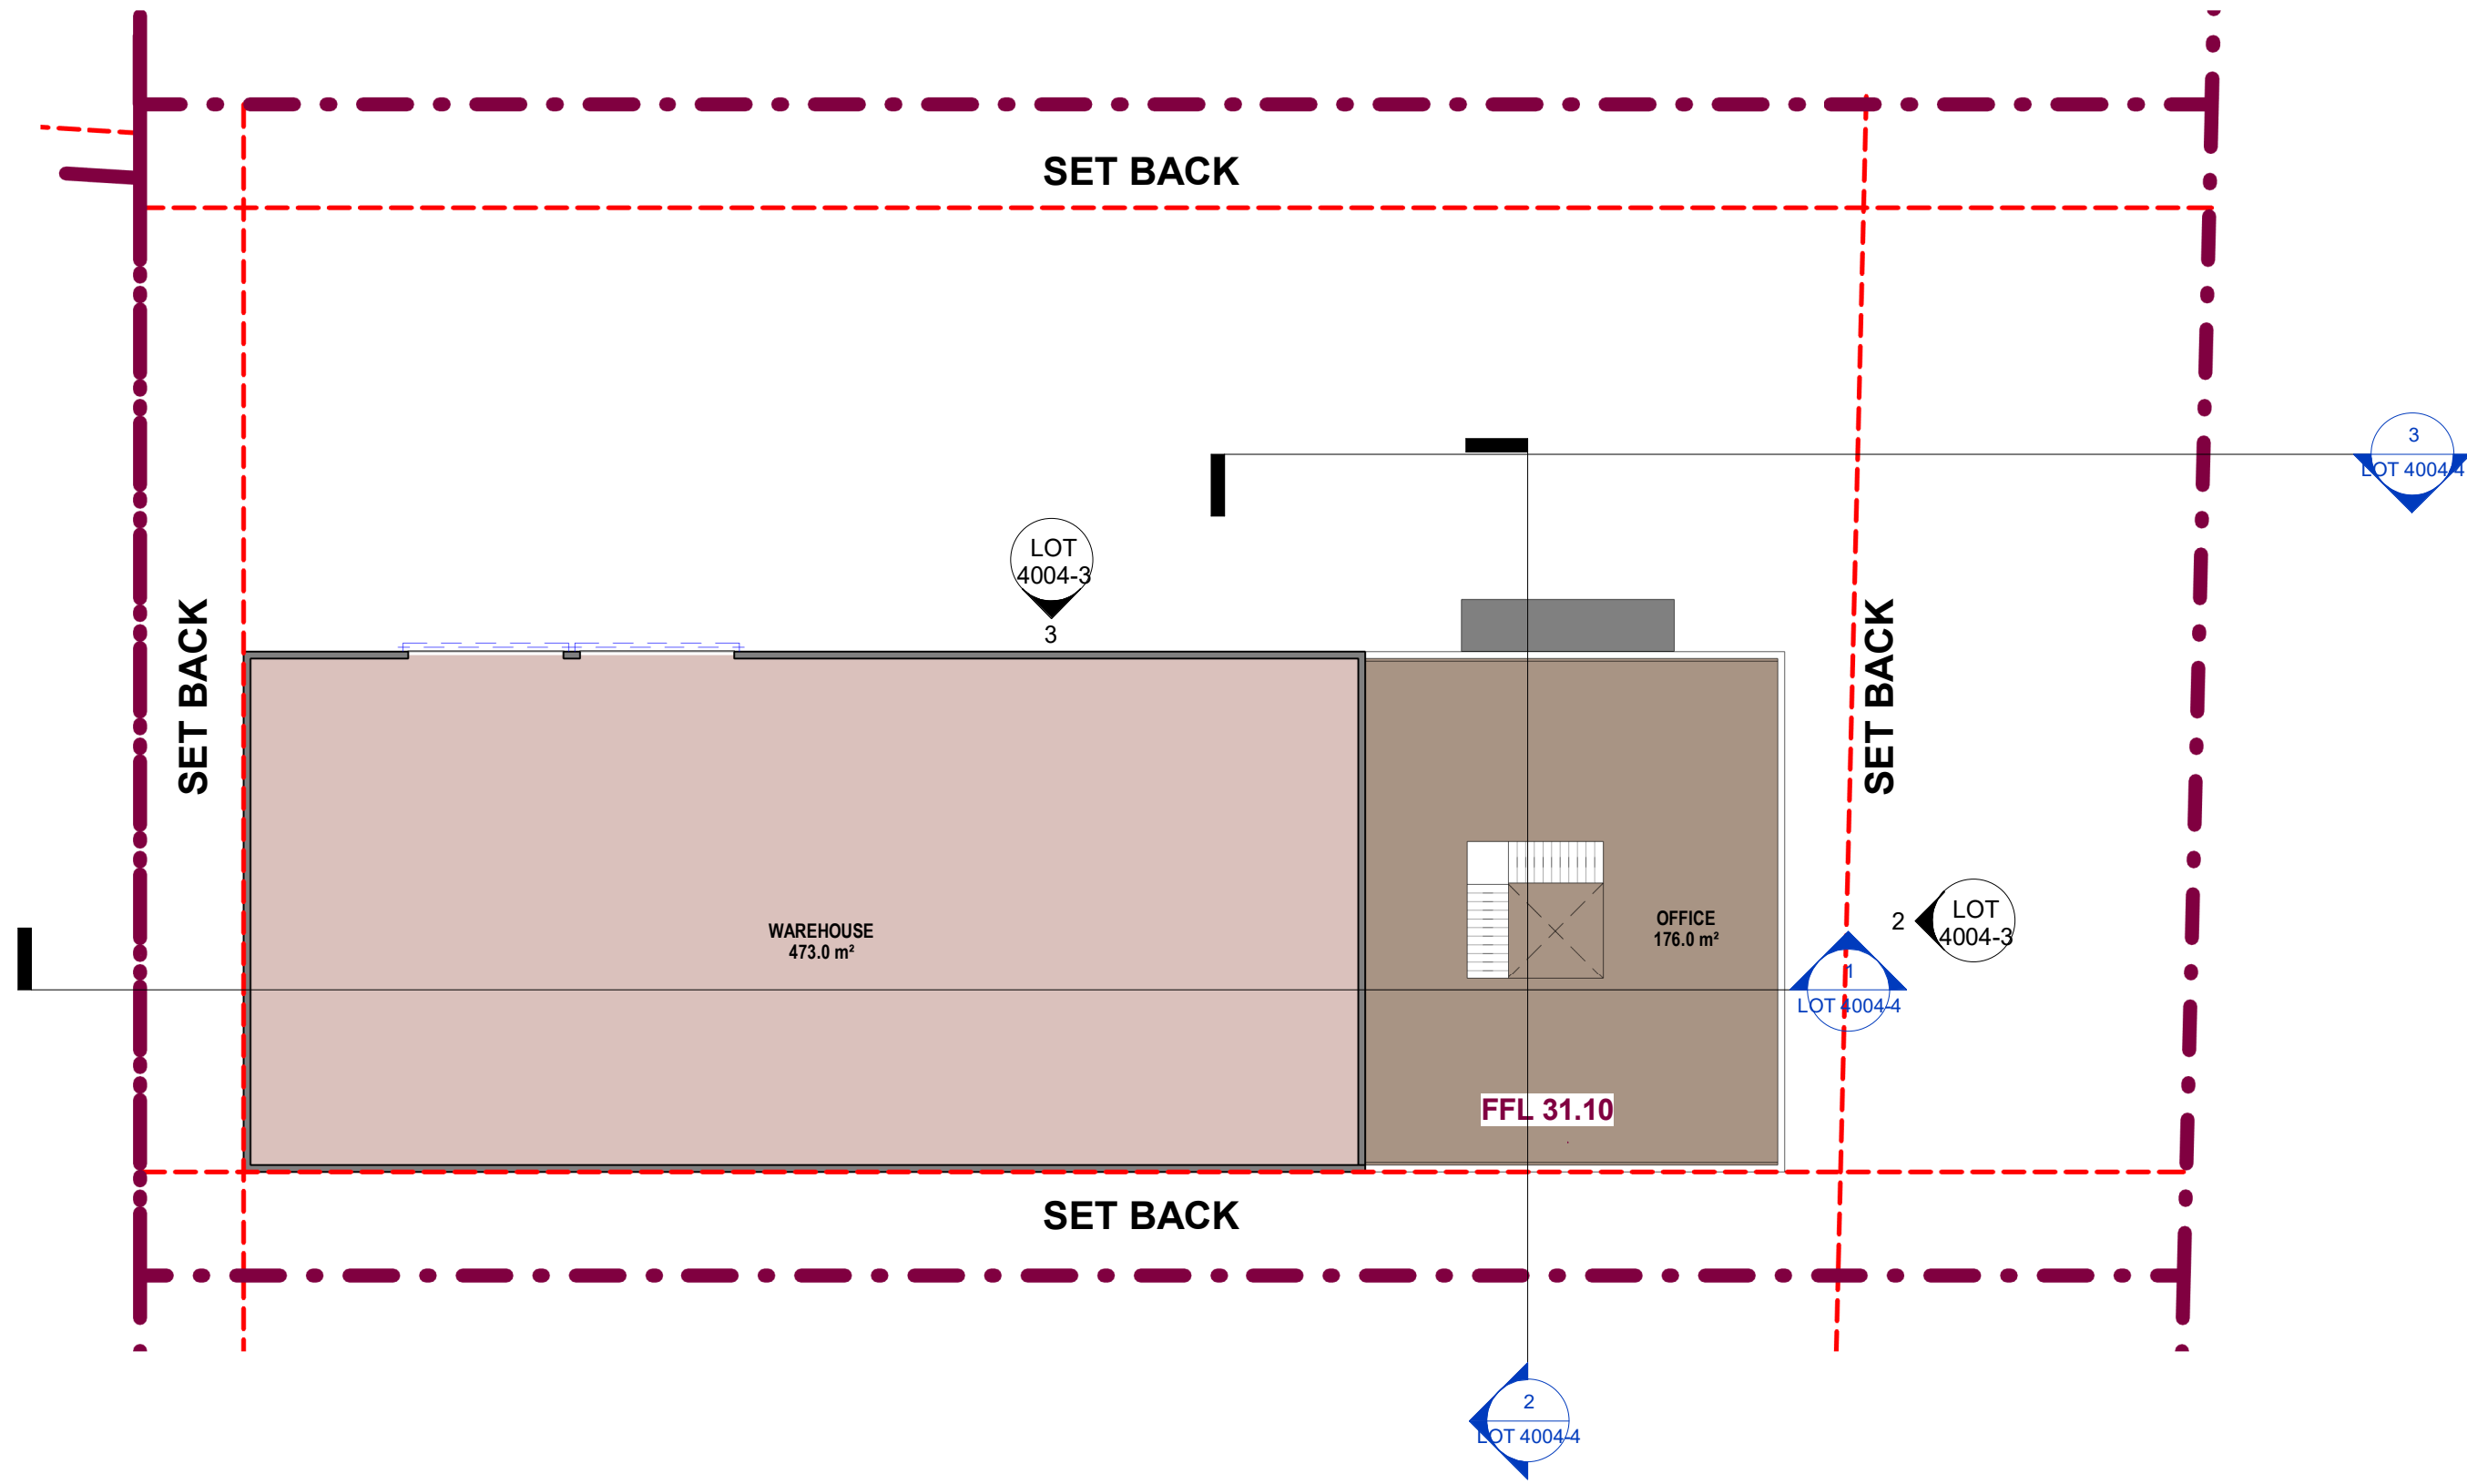 SET BACK
3
LOT 4004-4
LOT
4004-3
3
SET BACK
SET BACK
WAREHOUSE
473.0 m²
OFFICE
176.0 m²
2
LOT
4004-3
1
LOT 4004-4
FFL 31.10
SET BACK
2
LOT 4004-4